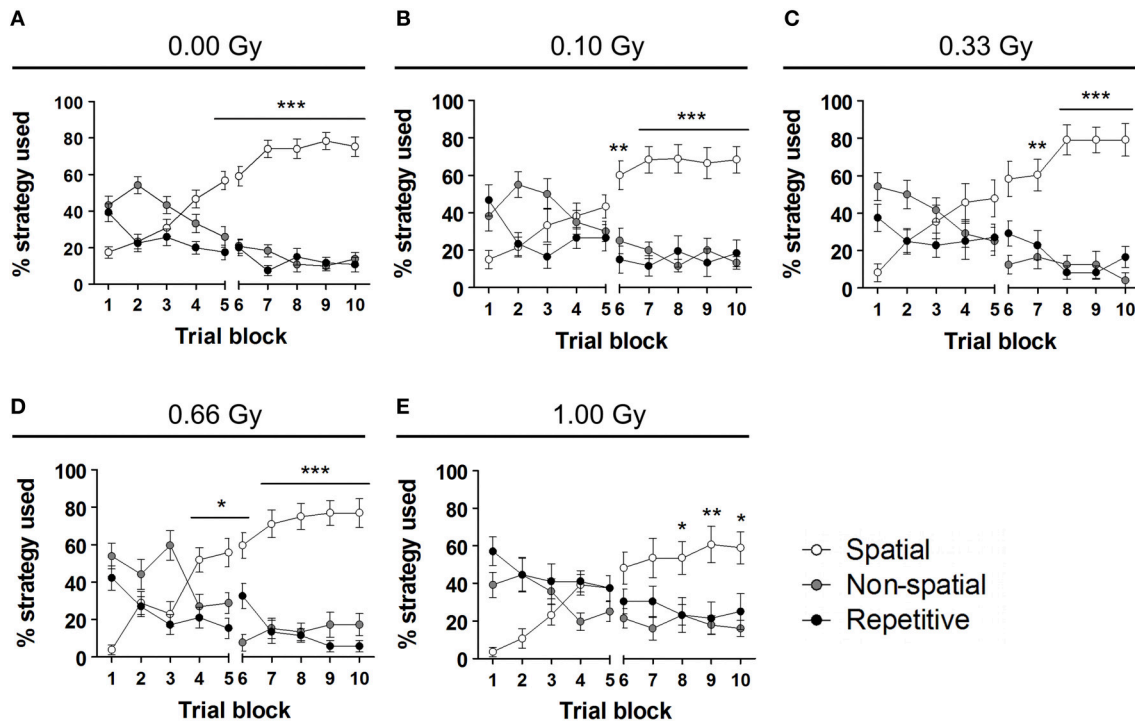 A
0.00 Gy
% strategy used
100
80
60
40
20
0
***
1 2 3 4 5 6 7 8 9 10
Trial block
B
0.10 Gy
% strategy used
100
80
60
40
20
0
**
***
1 2 3 4 5 6 7 8 9 10
Trial block
C
0.33 Gy
% strategy used
100
80
60
40
20
0
**
***
1 2 3 4 5 6 7 8 9 10
Trial block
D
0.66 Gy
% strategy used
100
80
60
40
20
0
*
***
1 2 3 4 5 6 7 8 9 10
Trial block
E
1.00 Gy
% strategy used
100
80
60
40
20
0
* ** *
1 2 3 4 5 6 7 8 9 10
Trial block
Spatial
Non-spatial
Repetitive